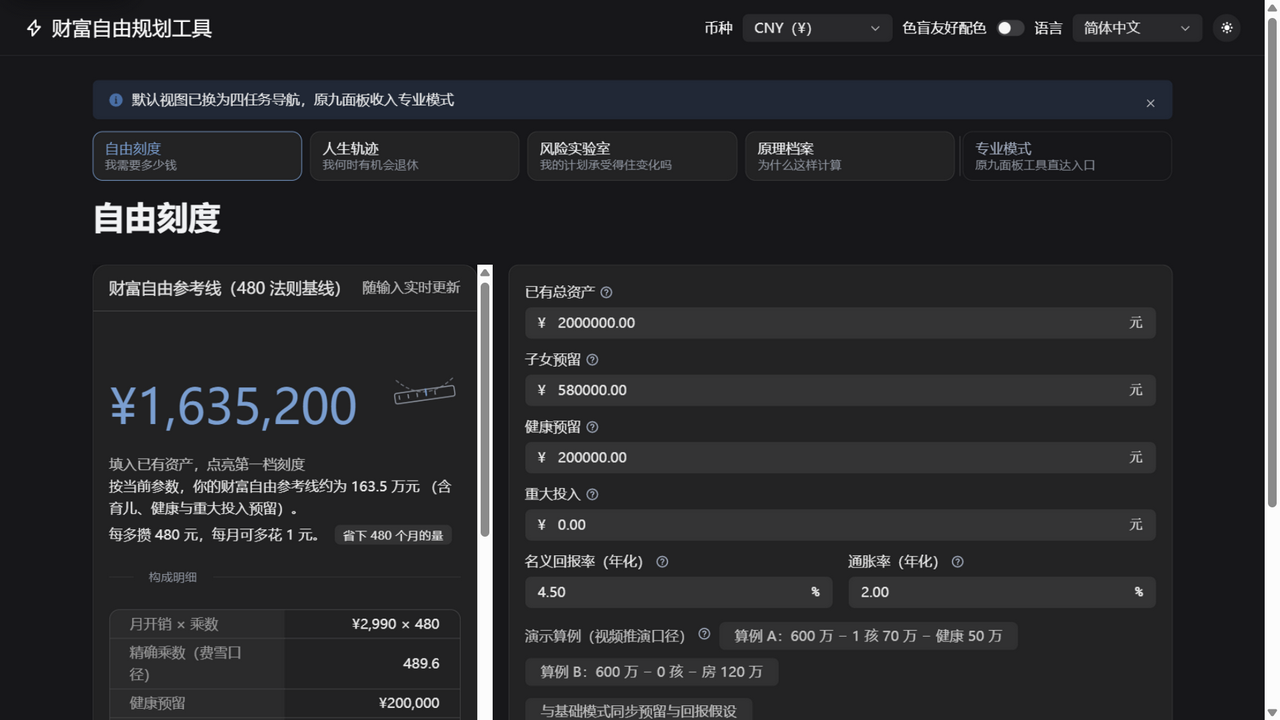 财富自由规划工具
币种
CNY（¥）
色盲友好配色
语言
简体中文
默认视图已换为四任务导航，原九面板收入专业模式
自由刻度
我需要多少钱
人生轨迹
我何时有机会退休
风险实验室
我的计划承受得住变化吗
原理档案
为什么这样计算
专业模式
原九面板工具直达入口
自由刻度
财富自由参考线（480 法则基线）
随输入实时更新
¥1,635,200
填入已有资产，点亮第一档刻度
按当前参数，你的财富自由参考线约为 163.5 万元（含
育儿、健康与重大投入预留）。
每多攒 480 元，每月可多花 1 元。
省下 480 个月的量
构成明细
月开销 × 乘数
¥2,990 × 480
精确乘数（费雪口
径）
489.6
健康预留
¥200,000
已有总资产
¥ 2000000.00 元
子女预留
¥ 580000.00 元
健康预留
¥ 200000.00 元
重大投入
¥ 0.00 元
名义回报率（年化）
4.50 %
通胀率（年化）
2.00 %
演示算例（视频推演口径）
算例 A：600 万 − 1 孩 70 万 − 健康 50 万
算例 B：600 万 − 0 孩 − 房 120 万
与基础模式同步预留与回报假设